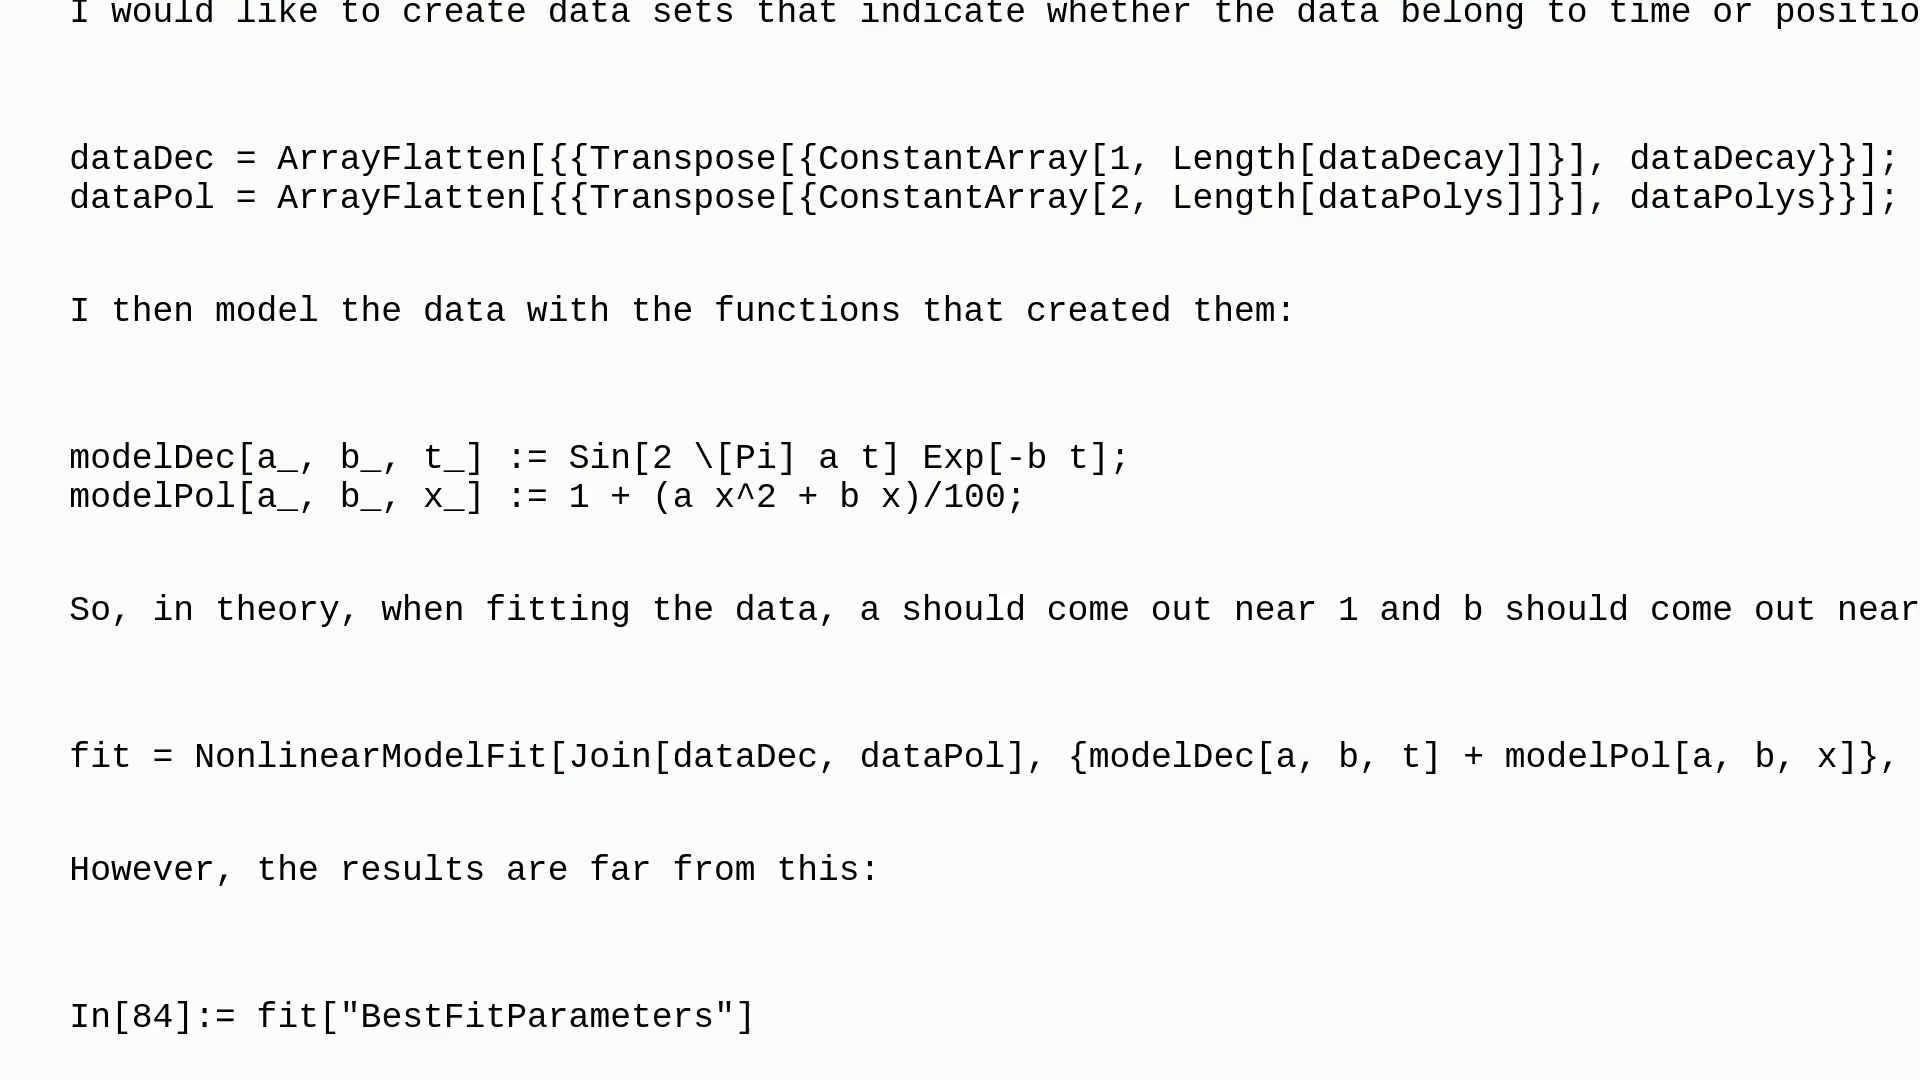 I would like to create data sets that indicate whether the data belong to time or
dataDec = ArrayFlatten[{{Transpose[{ConstantArray[1, Length[dataDecay]]}], dataDecay}}];
dataPol = ArrayFlatten[{{Transpose[{ConstantArray[2, Length[dataPolys]]}], dataPolys}}];
I then model the data with the functions that created them:
modelDec[a_, b_, t_] := Sin[2 \[Pi] a t] Exp[-b t];
modelPol[a_, b_, x_] := 1 + (a x^2 + b x)/100;
So, in theory, when fitting the data, a should come out near 1 and b should come out near
fit = NonlinearModelFit[Join[dataDec, dataPol], {modelDec[a, b, t] + modelPol[a, b, x]},
However, the results are far from this:
In[84]:= fit["BestFitParameters"]